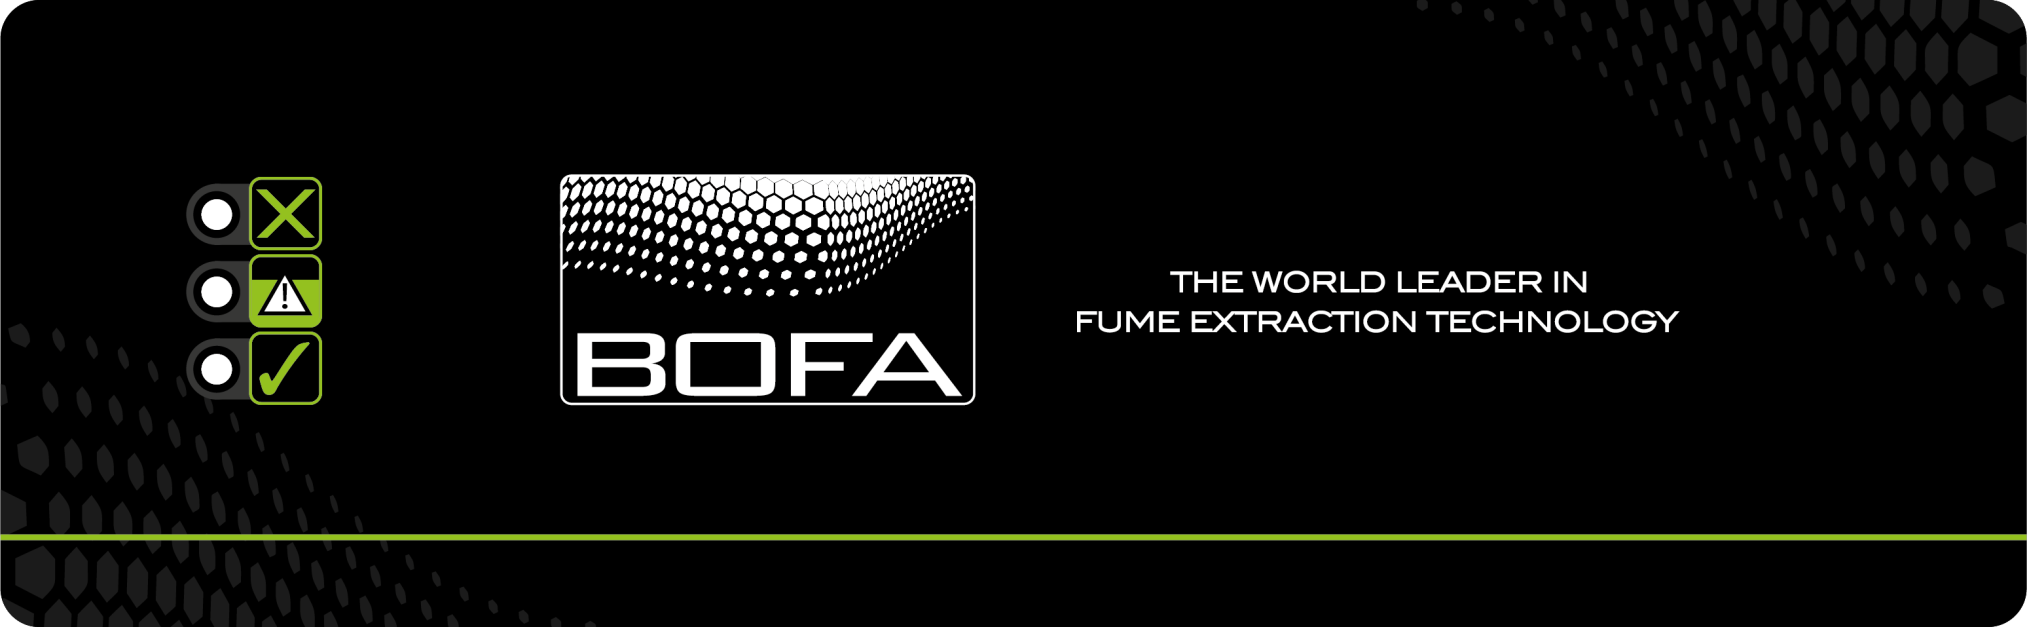 BOFA
THE WORLD LEADER IN
FUME EXTRACTION TECHNOLOGY